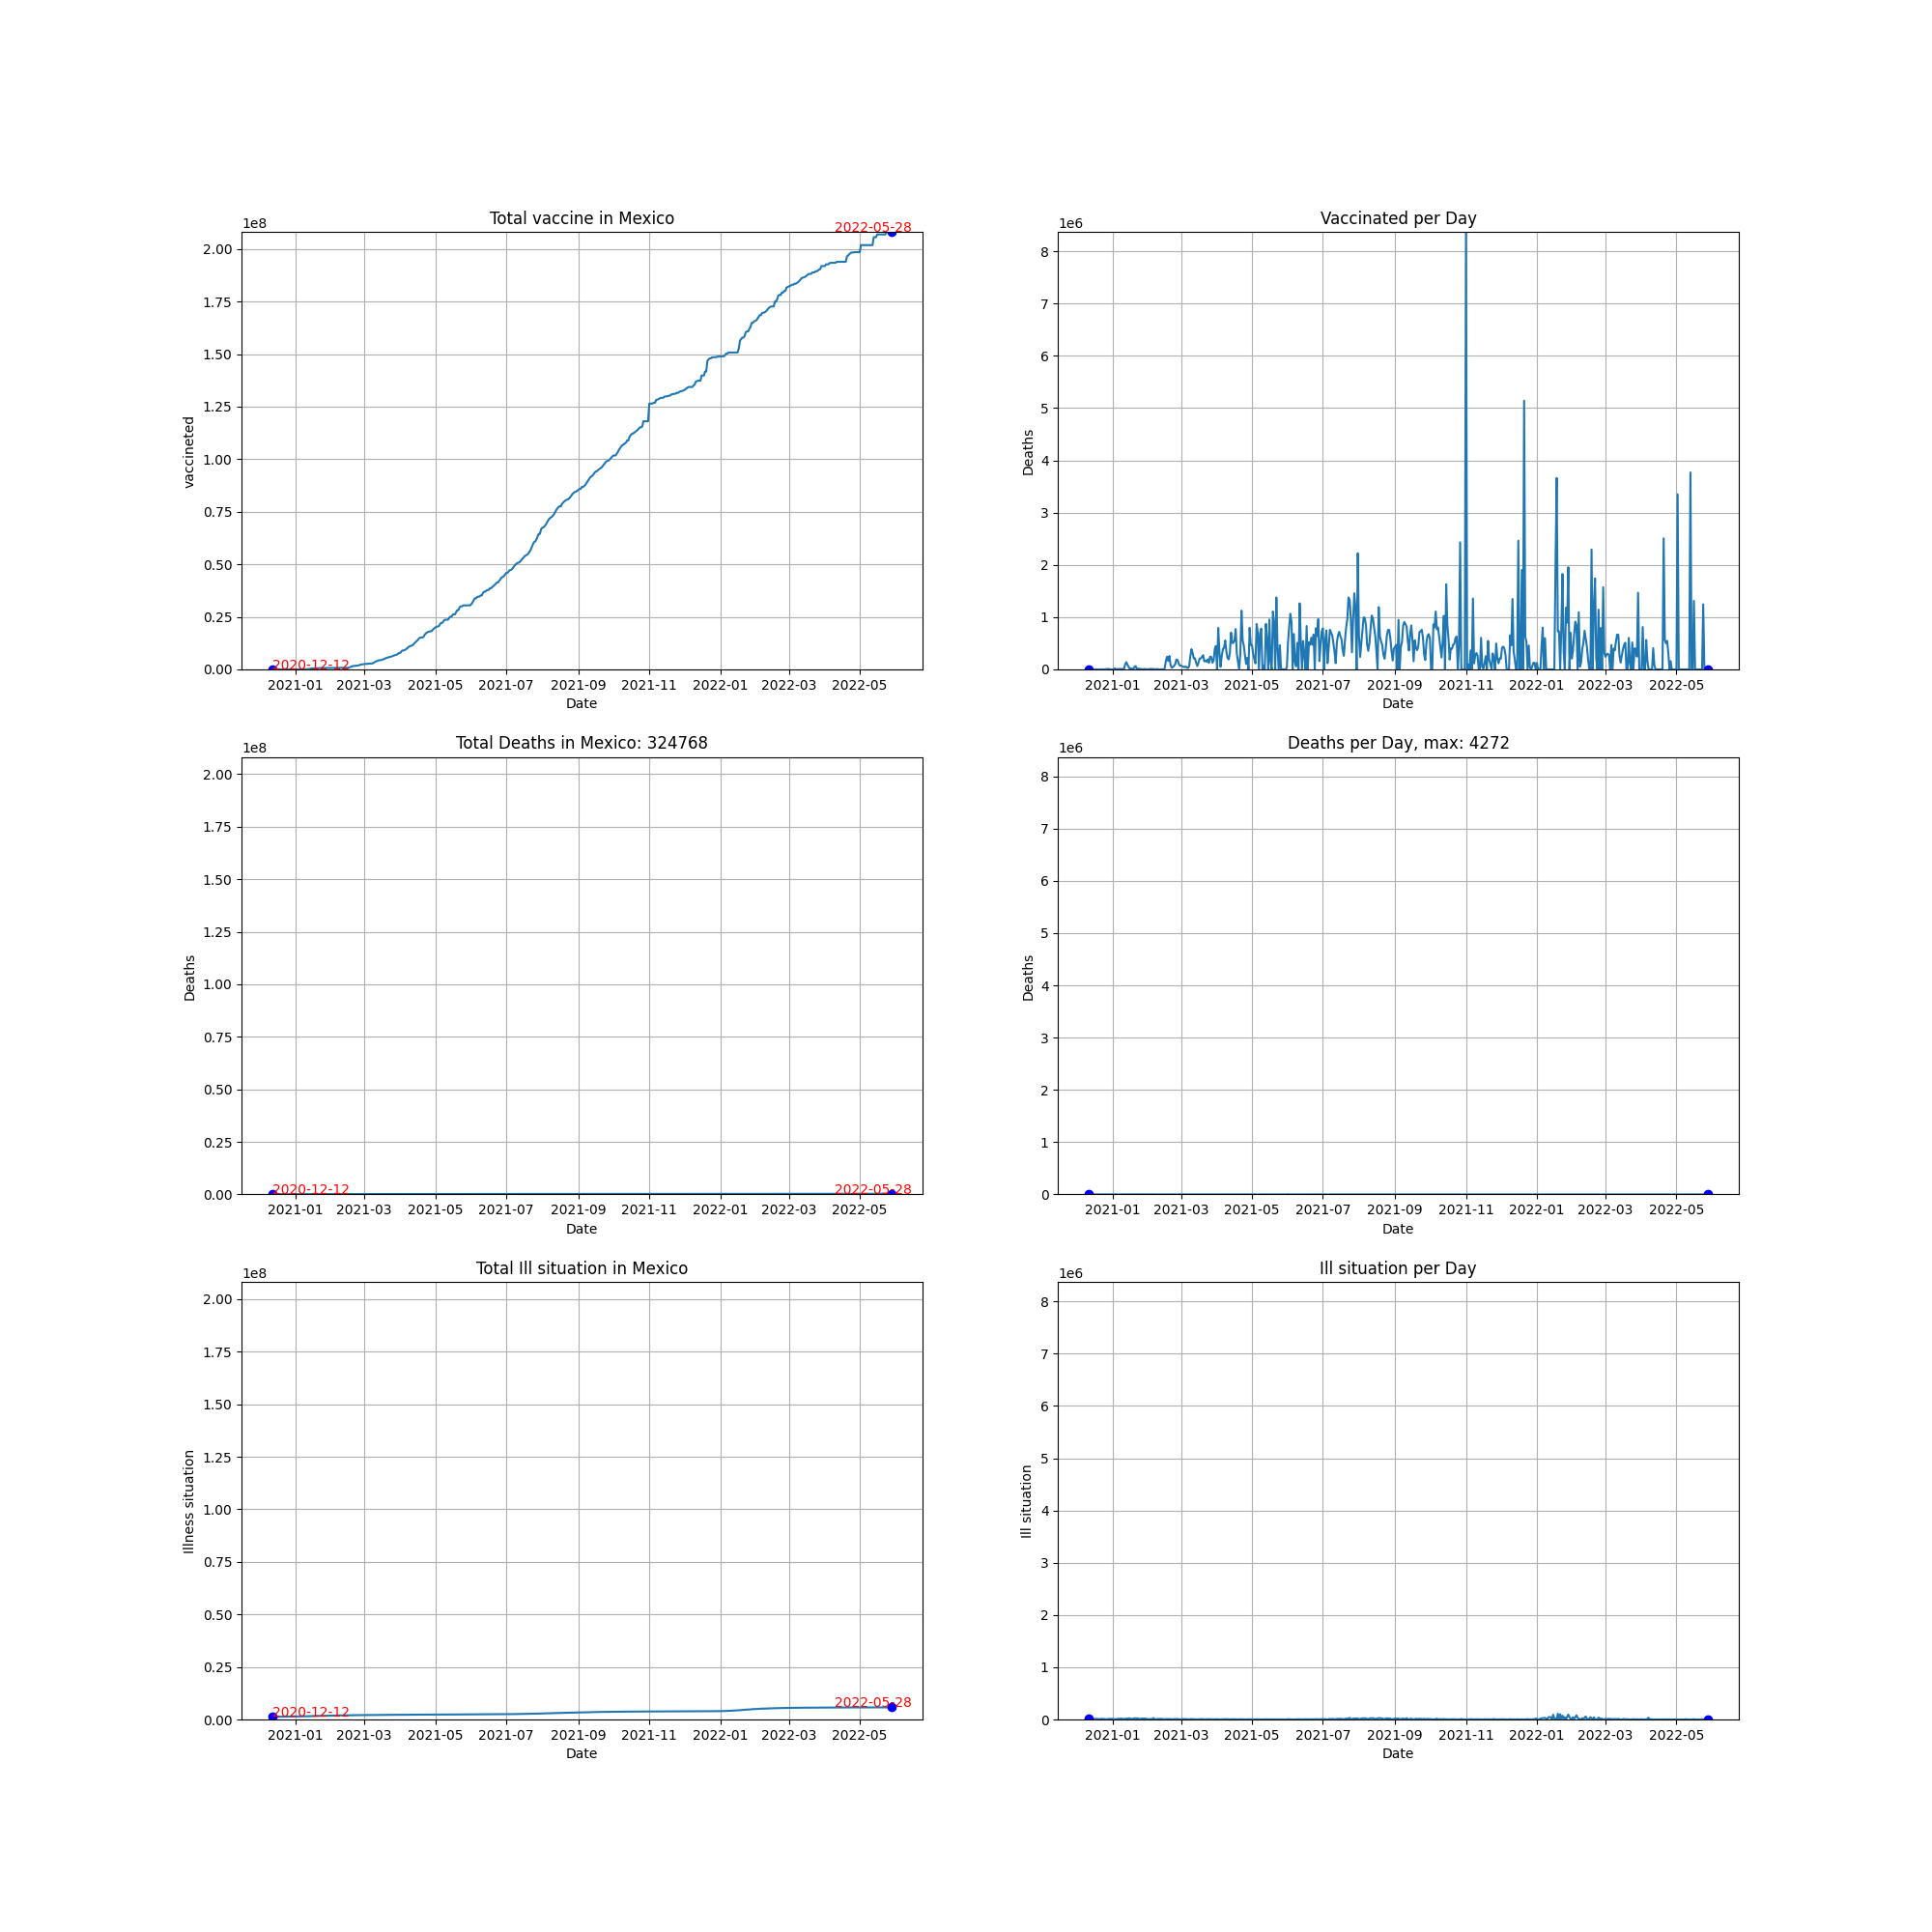 Total vaccine in Mexico
1e8
2.00
1.75
1.50
1.25
1.00
0.75
0.50
0.25
0.00
vaccineted
2020-12-12
2022-05-28
2021-01 2021-03 2021-05 2021-07 2021-09 2021-11 2022-01 2022-03 2022-05
Date
Vaccinated per Day
1e6
8
7
6
5
4
3
2
1
0
Deaths
2021-01 2021-03 2021-05 2021-07 2021-09 2021-11 2022-01 2022-03 2022-05
Date
Total Deaths in Mexico: 324768
1e8
2.00
1.75
1.50
1.25
1.00
0.75
0.50
0.25
0.00
Deaths
2020-12-12
2022-05-28
2021-01 2021-03 2021-05 2021-07 2021-09 2021-11 2022-01 2022-03 2022-05
Date
Deaths per Day, max: 4272
1e6
8
7
6
5
4
3
2
1
0
Deaths
2021-01 2021-03 2021-05 2021-07 2021-09 2021-11 2022-01 2022-03 2022-05
Date
Total Ill situation in Mexico
1e8
2.00
1.75
1.50
1.25
1.00
0.75
0.50
0.25
0.00
Illness situation
2020-12-12
2022-05-28
2021-01 2021-03 2021-05 2021-07 2021-09 2021-11 2022-01 2022-03 2022-05
Date
Ill situation per Day
1e6
8
7
6
5
4
3
2
1
0
Ill situation
2021-01 2021-03 2021-05 2021-07 2021-09 2021-11 2022-01 2022-03 2022-05
Date